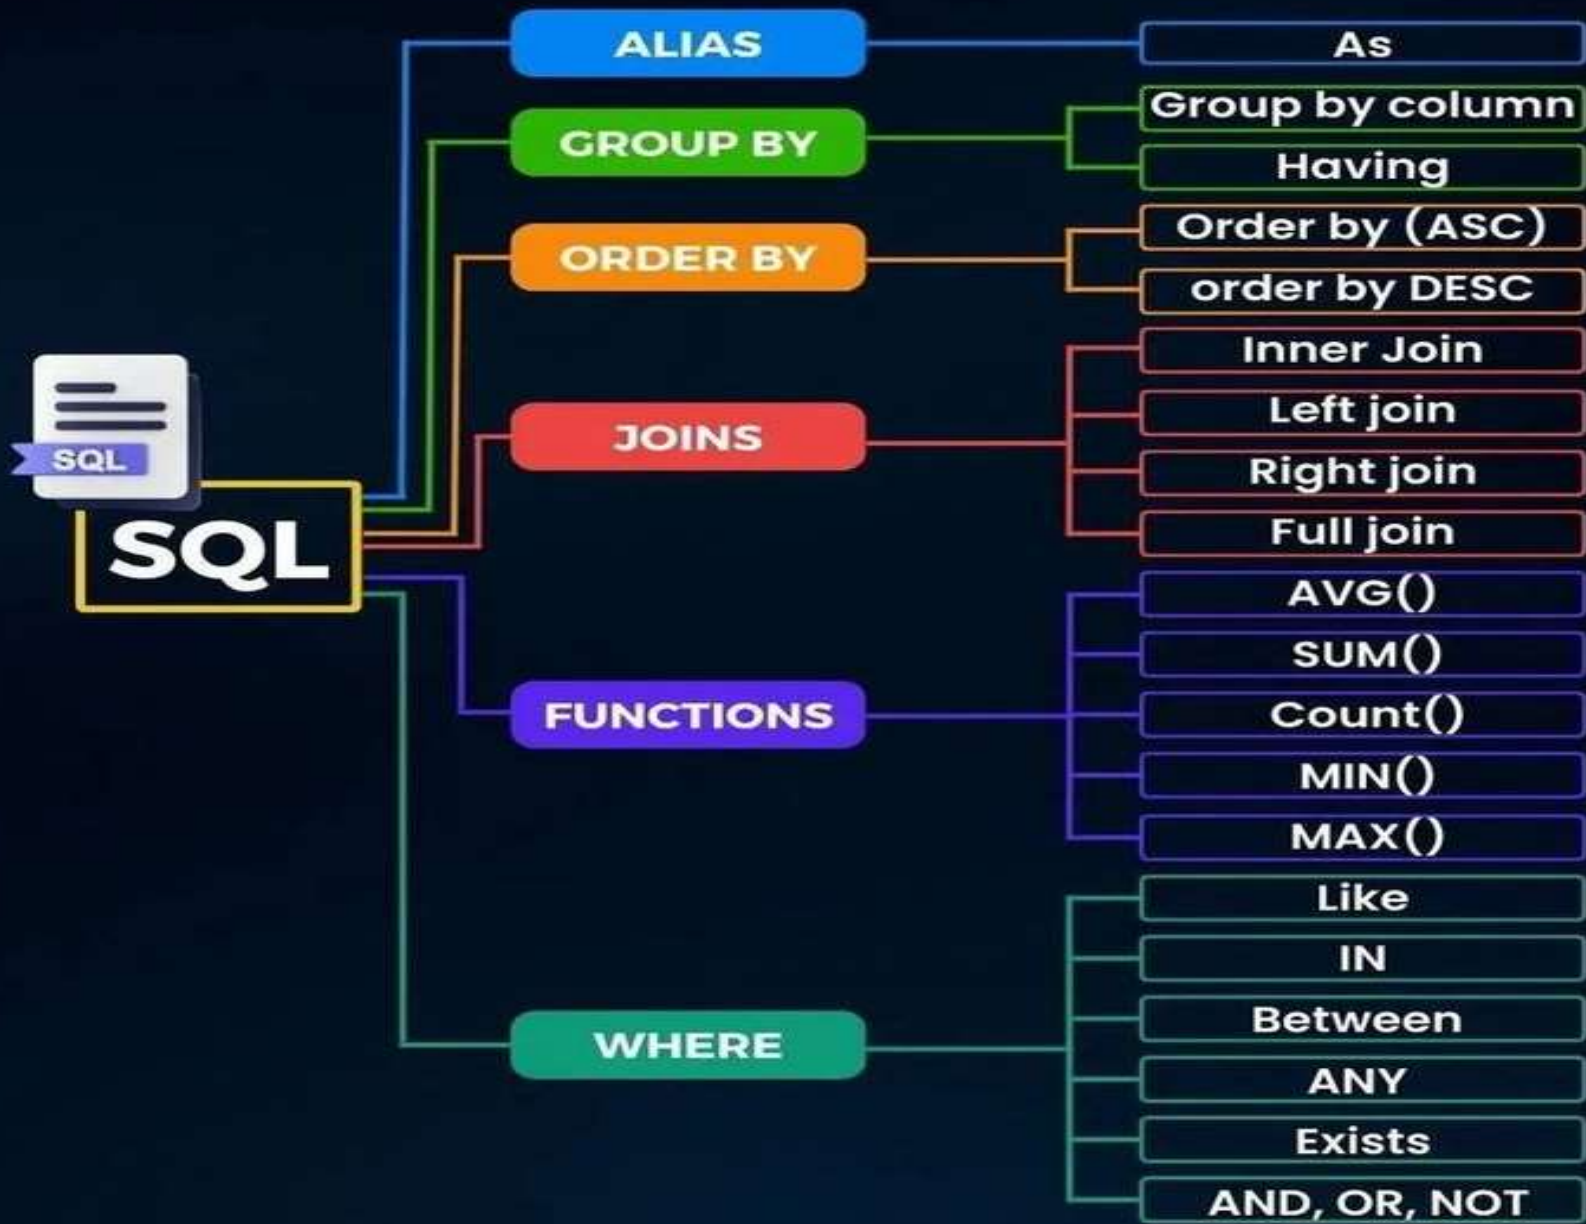 SQL
SQL
ALIAS
As
GROUP BY
Group by column
Having
ORDER BY
Order by (ASC)
order by DESC
JOINS
Inner Join
Left join
Right join
Full join
FUNCTIONS
AVG()
SUM()
Count()
MIN()
MAX()
WHERE
Like
IN
Between
ANY
Exists
AND, OR, NOT